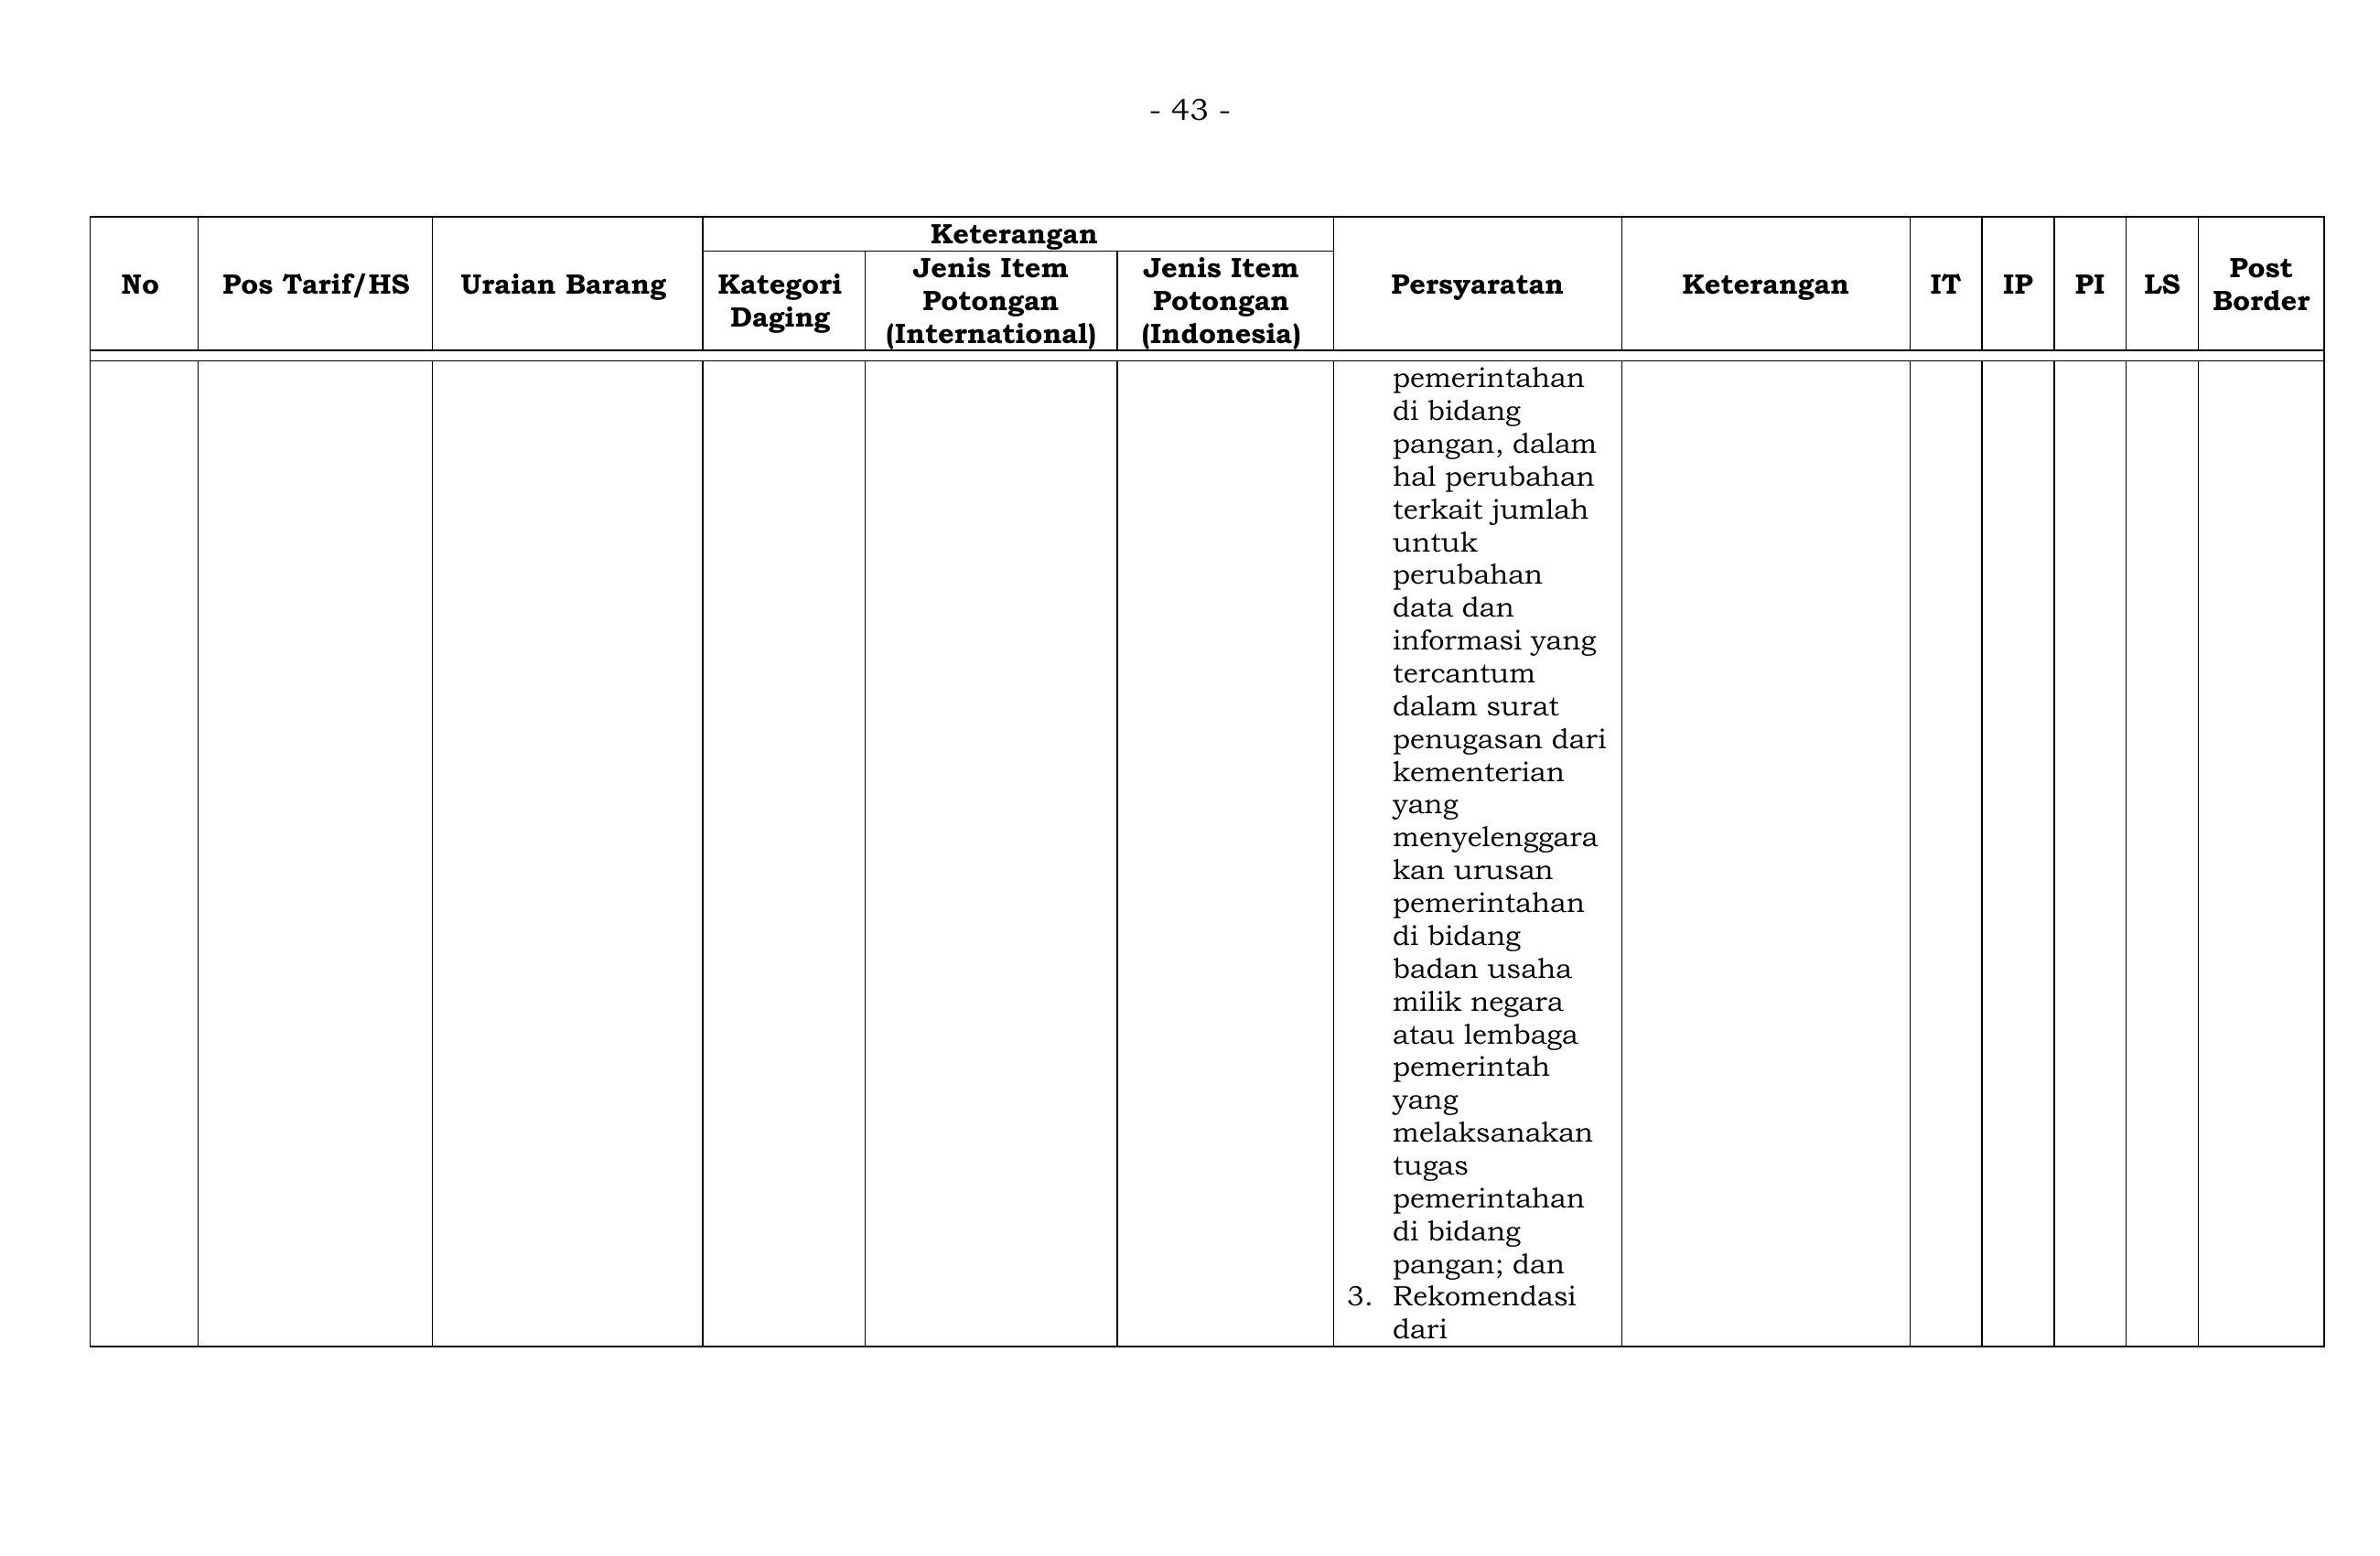 - 43 -
No
Pos Tarif/HS
Uraian Barang
Keterangan
Kategori
Daging
Jenis Item
Potongan
(International)
Jenis Item
Potongan
(Indonesia)
Persyaratan
Keterangan
IT
IP
PI
LS
Post
Border
pemerintahan
di bidang
pangan, dalam
hal perubahan
terkait jumlah
untuk
perubahan
data dan
informasi yang
tercantum
dalam surat
penugasan dari
kementerian
yang
menyelenggara
kan urusan
pemerintahan
di bidang
badan usaha
milik negara
atau lembaga
pemerintah
yang
melaksanakan
tugas
pemerintahan
di bidang
pangan; dan
3. Rekomendasi
dari